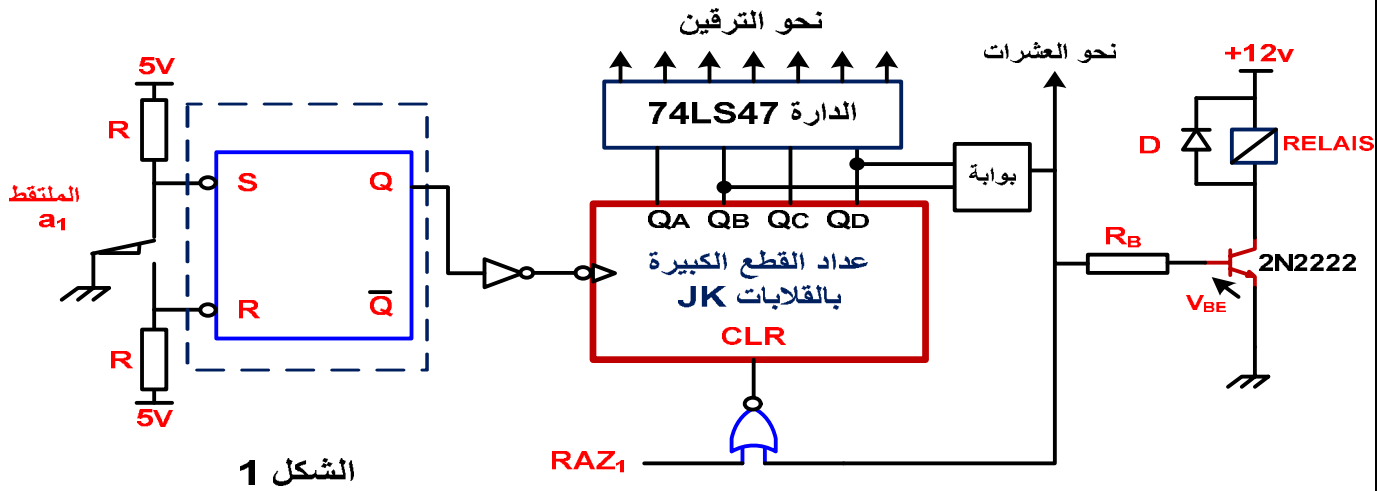 نحو الترقين
نحو العشرات
+12v
5V
الدارة 74LS47
R
D
RELAIS
بوابة
S
Q
الملتقط
a1
QA QB QC QD
عداد القطع الكبيرة
بالقلابات JK
RB
2N2222
VBE
R
Q̅
CLR
R
5V
RAZ1
الشكل 1